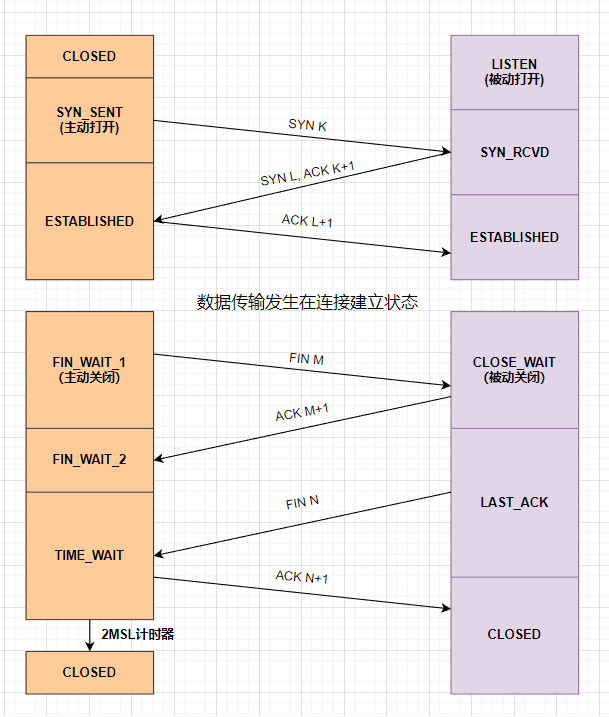 CLOSED
LISTEN
(被动打开)
SYN_SENT
(主动打开)
SYN K
SYN_RCVD
SYN L, ACK K+1
ESTABLISHED
ACK L+1
ESTABLISHED
数据传输发生在连接建立状态
FIN_WAIT_1
(主动关闭)
FIN M
CLOSE_WAIT
(被动关闭)
ACK M+1
FIN_WAIT_2
FIN N
LAST_ACK
TIME_WAIT
ACK N+1
2MSL计时器
CLOSED
CLOSED